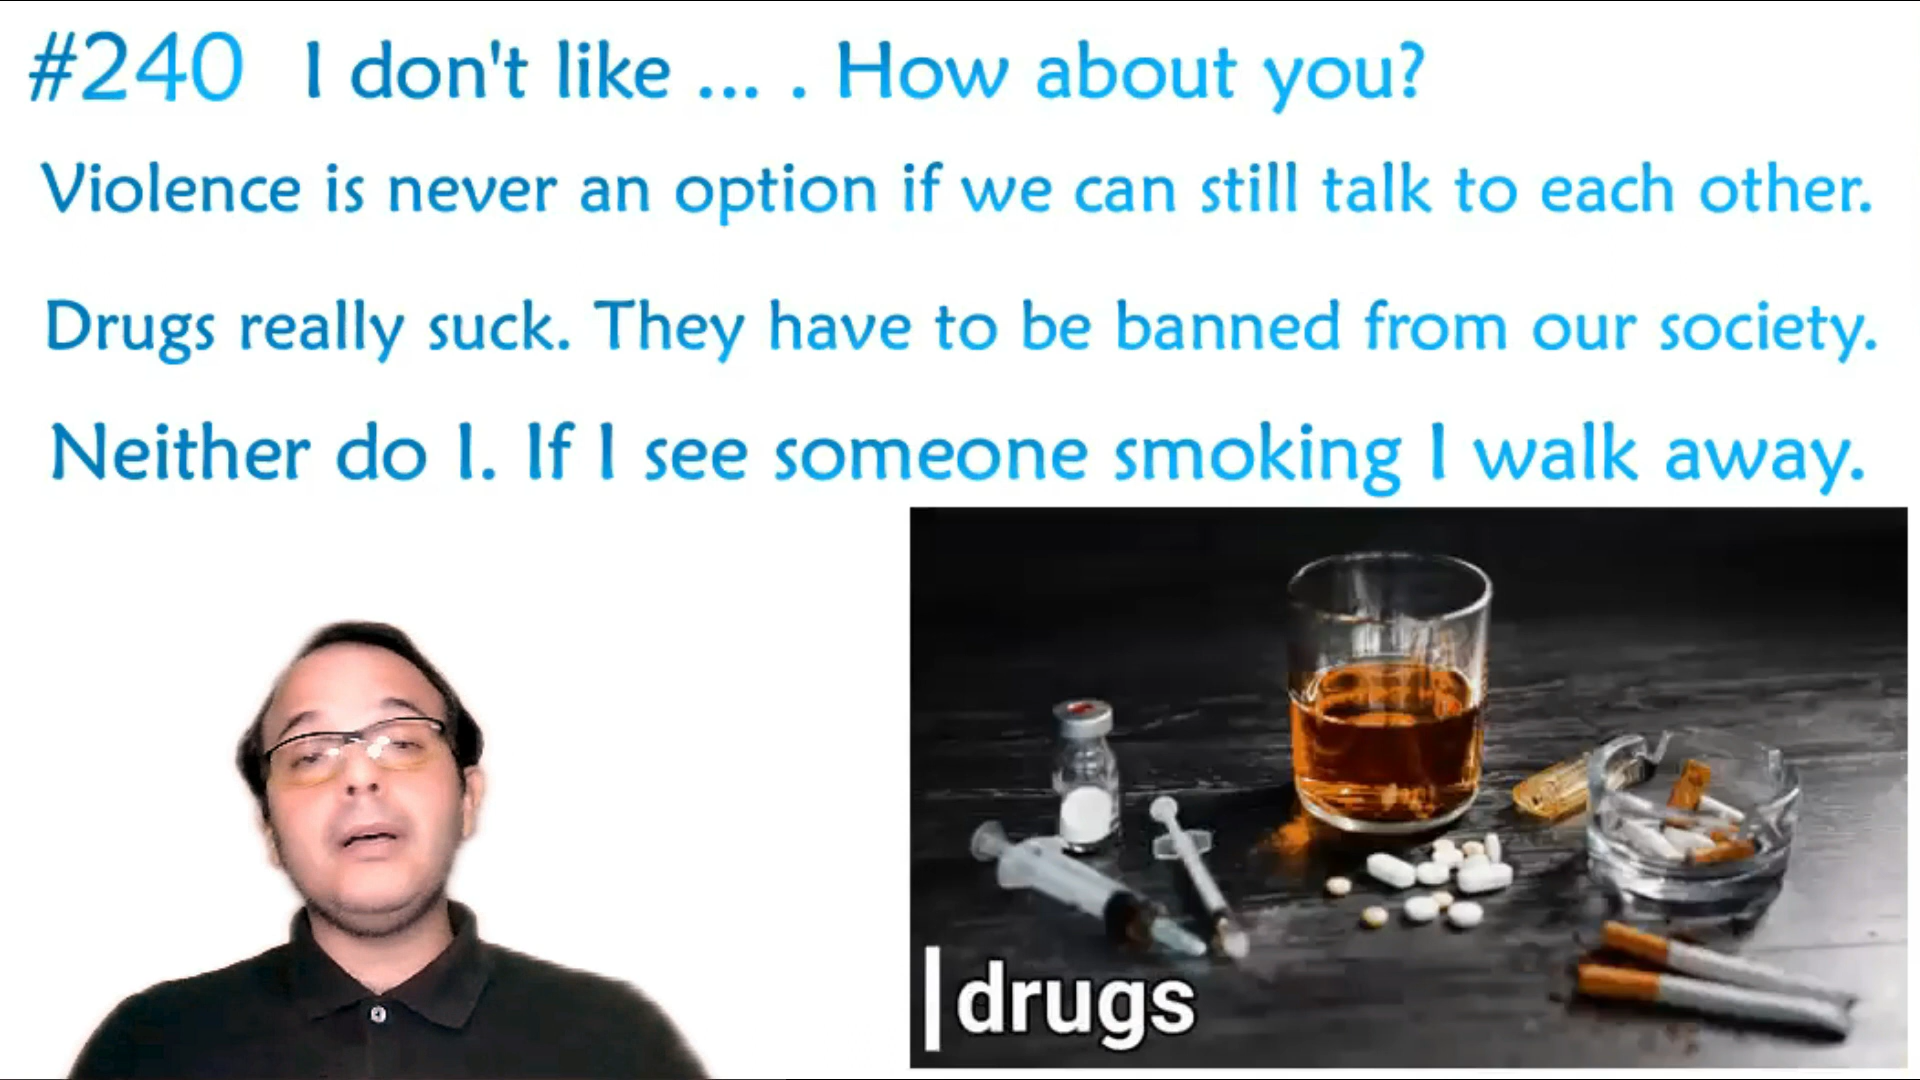 #240 I don't like ... . How about you?
Violence is never an option if we can still talk to each other.
Drugs really suck. They have to be banned from our society.
Neither do I. If I see someone smoking I walk away.
drugs